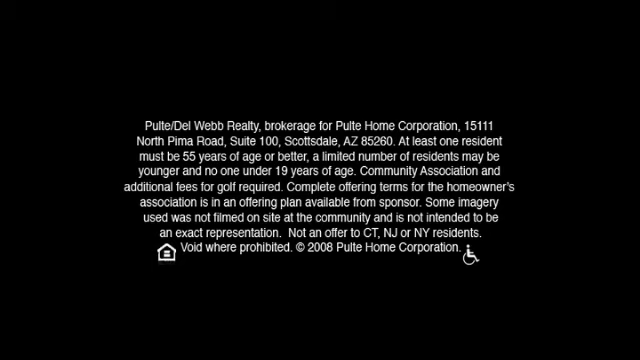 Pulte/Del Webb Realty, brokerage for Pulte Home Corporation, 15111
North Pima Road, Suite 100, Scottsdale, AZ 85260. At least one resident
must be 55 years of age or better, a limited number of residents may be
younger and no one under 19 years of age. Community Association and
additional fees for golf required. Complete offering terms for the homeowner's
association is in an offering plan available from sponsor. Some imagery
used was not filmed on site at the community and is not intended to be
an exact representation.  Not an offer to CT, NJ or NY residents.
Void where prohibited. © 2008 Pulte Home Corporation.